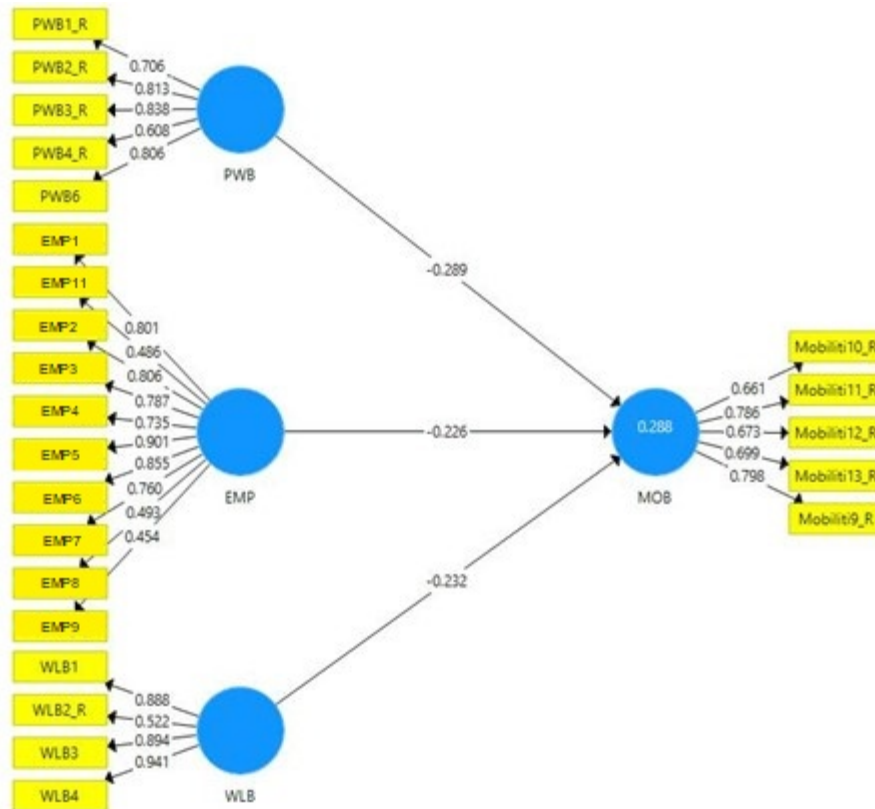 PWB1_R
PWB2_R
PWB3_R
PWB4_R
PWB6
0.706
0.813
0.838
0.608
0.806
PWB
EMP1
EMP11
EMP2
EMP3
EMP4
EMP5
EMP6
EMP7
EMP8
EMP9
0.801
0.486
0.806
0.787
0.735
0.901
0.855
0.760
0.493
0.454
EMP
WLB1
WLB2_R
WLB3
WLB4
0.888
0.522
0.894
0.941
WLB
-0.289
-0.226
-0.232
0.288
MOB
0.661
0.786
0.673
0.699
0.798
Mobiliti10_R
Mobiliti11_R
Mobiliti12_R
Mobiliti13_R
Mobiliti9_R